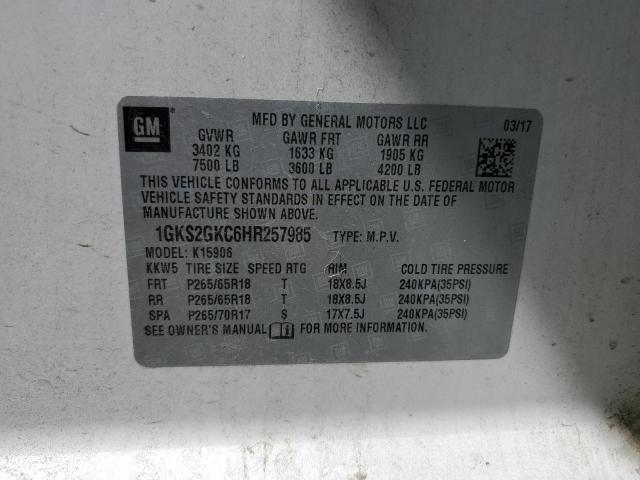 GM
MFD BY GENERAL MOTORS LLC 03/17
GVWR GAWR FRT GAWR RR
3402 KG 1633 KG 1905 KG
7500 LB 3600 LB 4200 LB
THIS VEHICLE CONFORMS TO ALL APPLICABLE U.S. FEDERAL MOTOR
VEHICLE SAFETY STANDARDS IN EFFECT ON THE DATE OF
MANUFACTURE SHOWN ABOVE.
1GKS2GKC6HR257985 TYPE: M.P.V.
MODEL: K15906
KKW5 TIRE SIZE SPEED RTG RIM COLD TIRE PRESSURE
FRT P265/65R18 T 18X8.5J 240KPA(35PSI)
RR P265/65R18 T 18X8.5J 240KPA(35PSI)
SPA P265/70R17 S 17X7.5J 240KPA(35PSI)
SEE OWNER'S MANUAL FOR MORE INFORMATION.